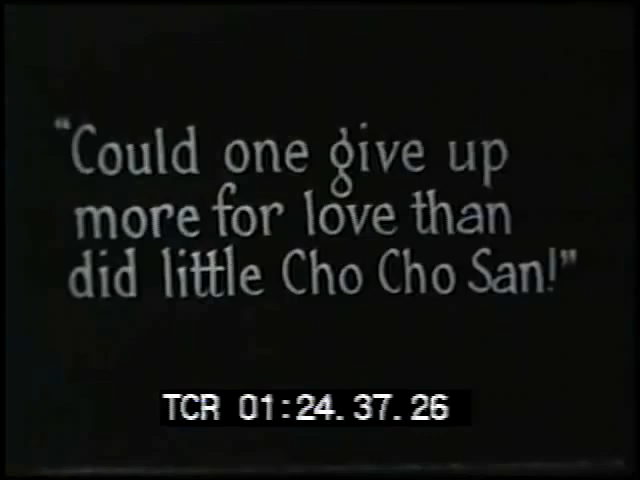 “Could one give up
more for love than
did little Cho Cho San!”
TCR 01:24.37.26